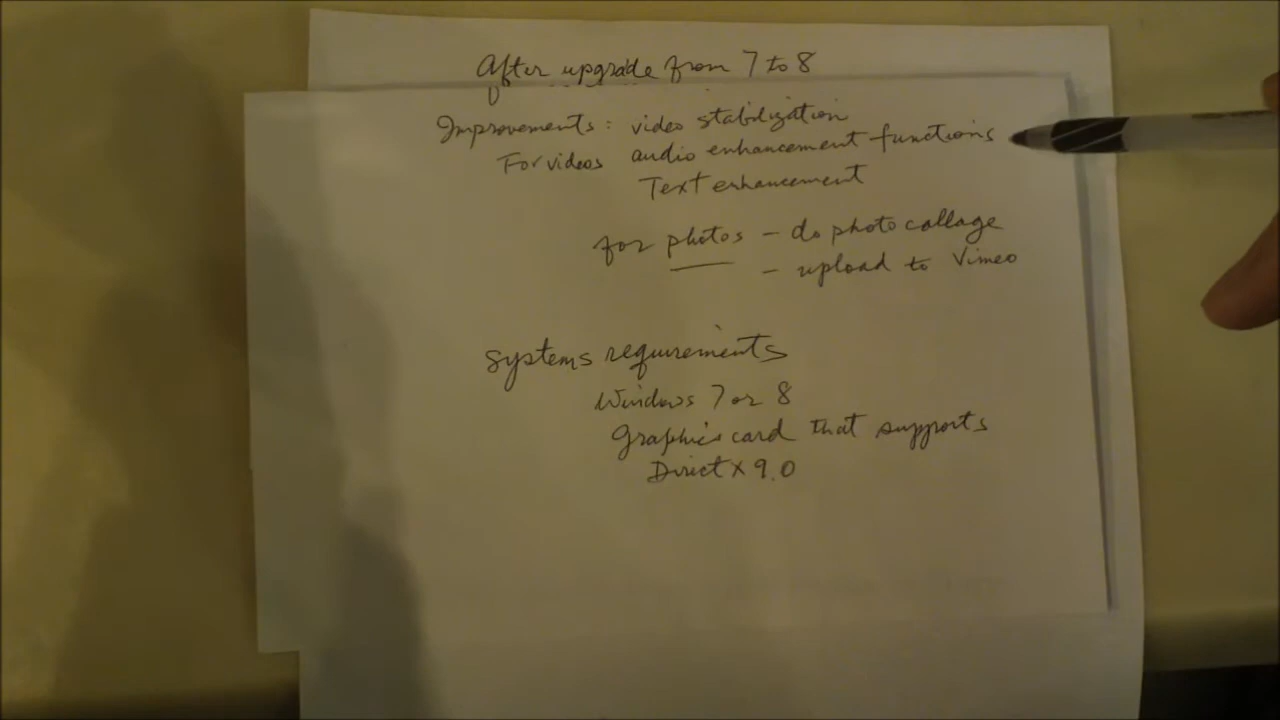 After upgrade from 7 to 8
Improvements: video stabilization
For videos audio enhancement functions
Text enhancement
for photos - do photo collage
- upload to Vimeo
systems requirements
Windows 7 or 8
Graphics card that supports
Direct X 9.0